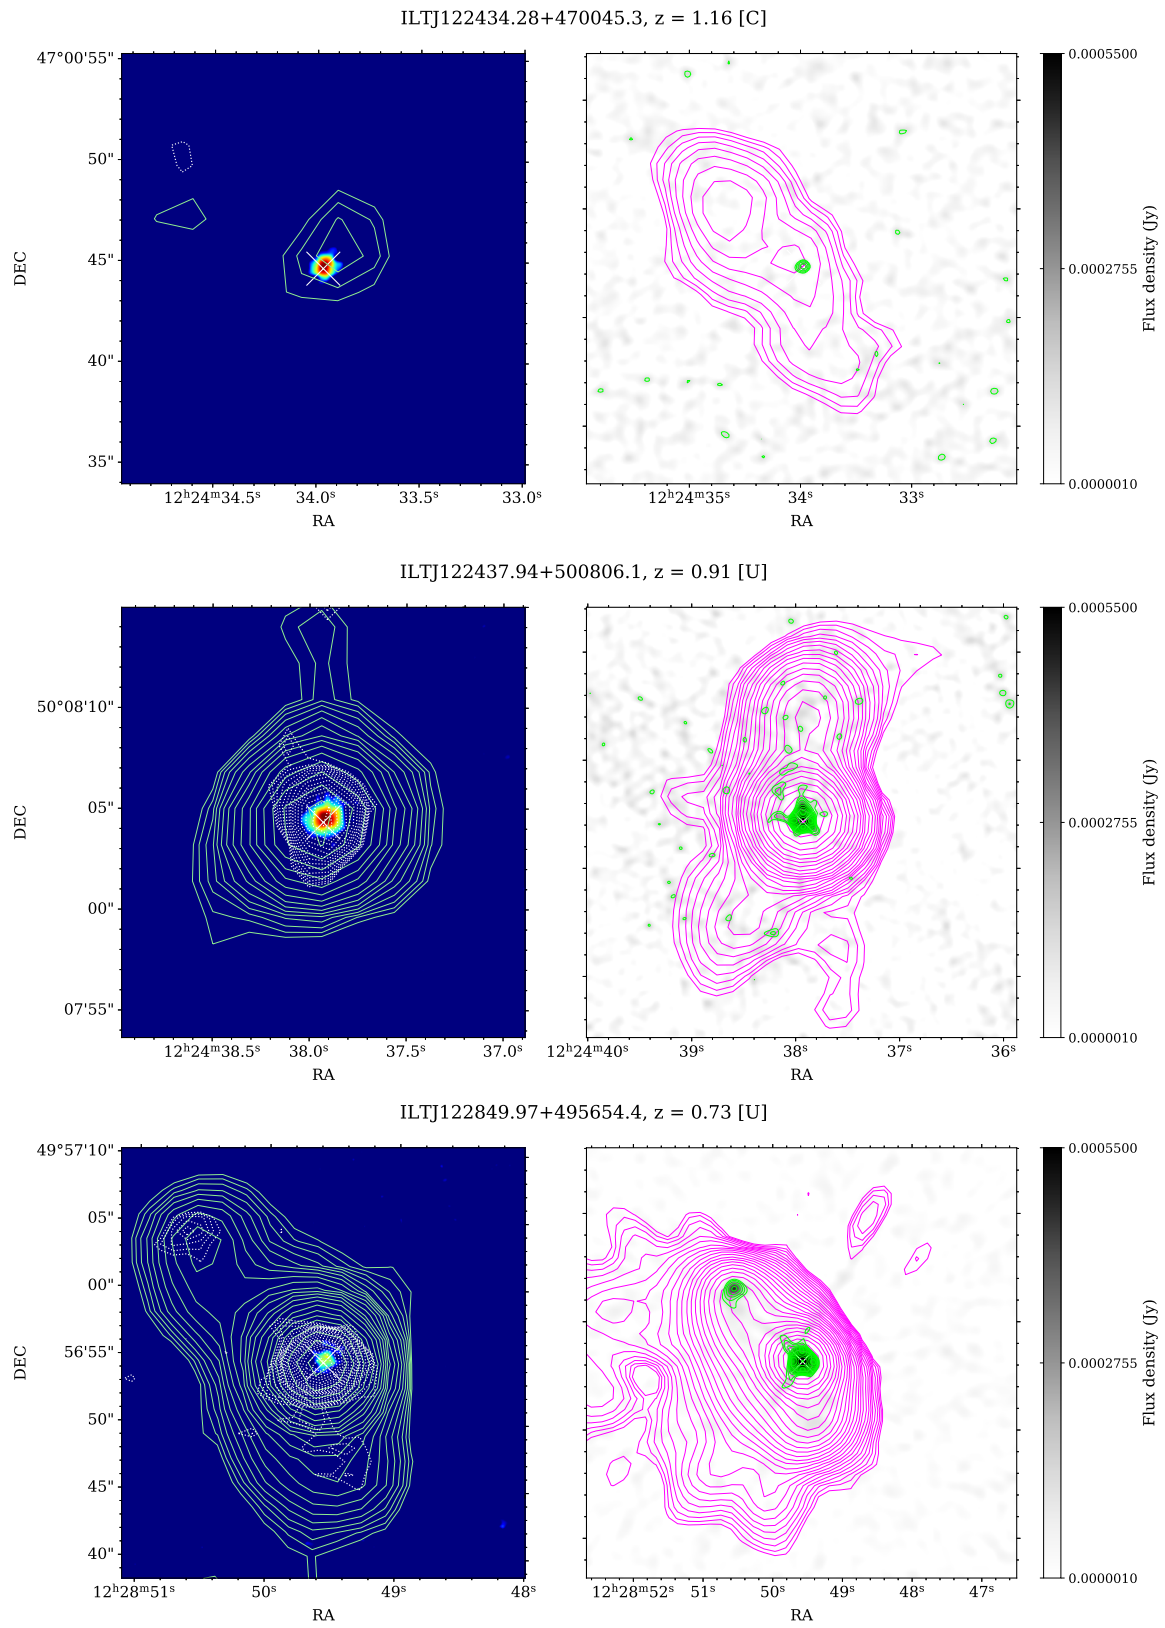 ILTJ122434.28+470045.3, z = 1.16 [C]
47°00'55"
50"
45"
40"
35"
DEC
12ʰ24ᵐ34.5ˢ 34.0ˢ 33.5ˢ 33.0ˢ
RA
12ʰ24ᵐ35ˢ 34ˢ 33ˢ
RA
0.0005500
0.0002755
0.0000010
Flux density (Jy)
ILTJ122437.94+500806.1, z = 0.91 [U]
50°08'10"
05"
00"
07'55"
DEC
12ʰ24ᵐ38.5ˢ 38.0ˢ 37.5ˢ 37.0ˢ
RA
12ʰ24ᵐ40ˢ 39ˢ 38ˢ 37ˢ 36ˢ
RA
0.0005500
0.0002755
0.0000010
Flux density (Jy)
ILTJ122849.97+495654.4, z = 0.73 [U]
49°57'10"
05"
00"
56'55"
50"
45"
40"
DEC
12ʰ28ᵐ51ˢ 50ˢ 49ˢ 48ˢ
RA
12ʰ28ᵐ52ˢ 51ˢ 50ˢ 49ˢ 48ˢ 47ˢ
RA
0.0005500
0.0002755
0.0000010
Flux density (Jy)